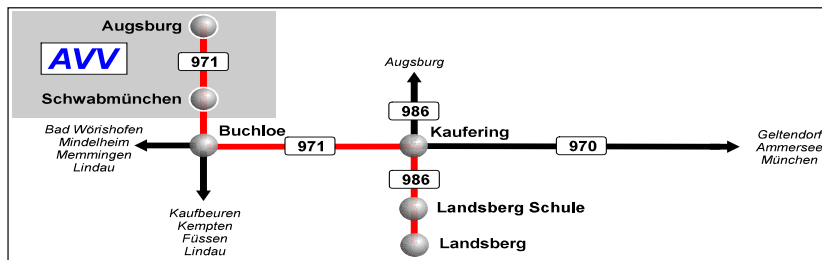 Augsburg
AVV
971
Schwabmünchen
Augsburg
986
Bad Wörishofen
Mindelheim
Memmingen
Lindau
Buchloe
971
Kaufering
970
Geltendorf
Ammersee
München
986
Kaufbeuren
Kempten
Füssen
Lindau
Landsberg Schule
Landsberg